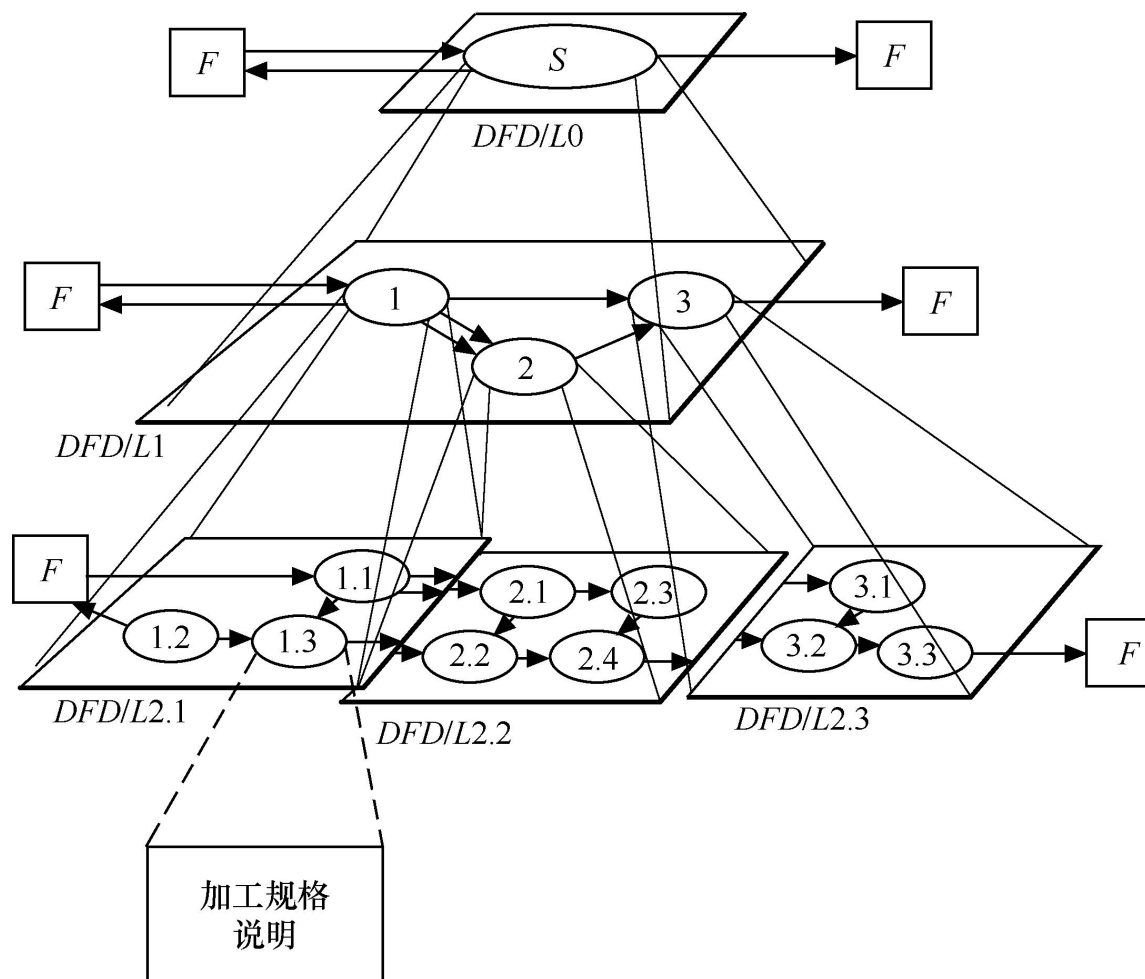 F
S
F
DFD/L0
F
1
3
F
2
DFD/L1
F
1.1
2.1
2.3
3.1
1.2
1.3
2.2
2.4
3.2
3.3
F
DFD/L2.1
DFD/L2.2
DFD/L2.3
加工规格
说明